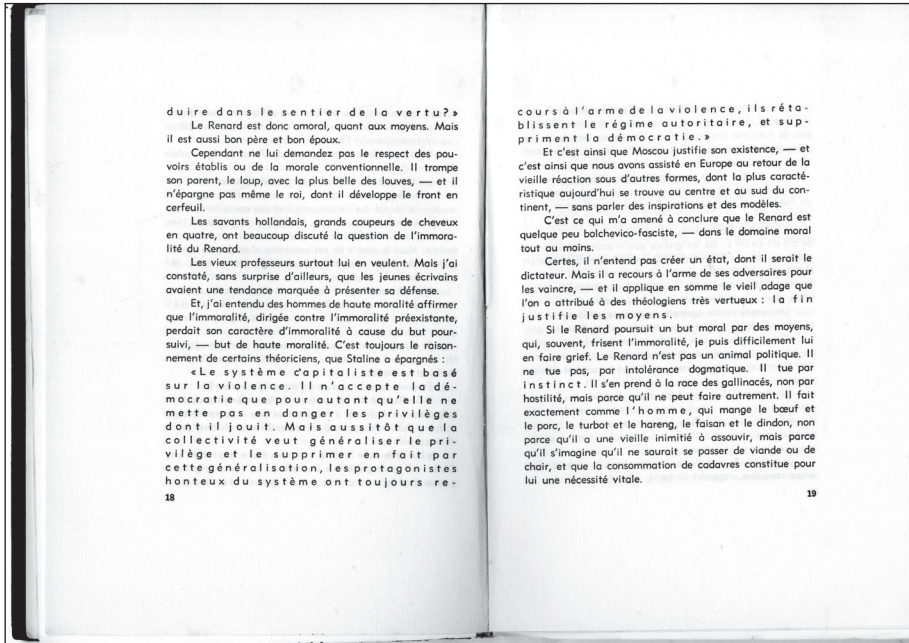 duire dans le sentier de la vertu?»
Le Renard est donc amoral, quant aux moyens. Mais
il est aussi bon père et bon époux.
Cependant ne lui demandez pas le respect des pou-
voirs établis ou de la morale conventionnelle. Il trompe
son parent, le loup, avec la plus belle des louves, — et il
n'épargne pas même le roi, dont il développe le front en
cerfeuil.
Les savants hollandais, grands coupeurs de cheveux
en quatre, ont beaucoup discuté la question de l'immora-
lité du Renard.
Les vieux professeurs surtout lui en veulent. Mais j'ai
constaté, sans surprise d'ailleurs, que les jeunes écrivains
avaient une tendance marquée à présenter sa défense.
Et, j'ai entendu des hommes de haute moralité affirmer
que l'immoralité, dirigée contre l'immoralité préexistante,
perdait son caractère d'immoralité à cause du but pour-
suivi, — but de haute moralité. C'est toujours le raison-
nement de certains théoriciens, que Staline a épargnés :
«Le système capitaliste est basé
sur la violence. Il n'accepte la dé-
mocratie que pour autant qu'elle ne
mette pas en danger les privilèges
dont il jouit. Mais aussitôt que la
collectivité veut généraliser le pri-
vilège et le supprimer en fait par
cette généralisation, les protagonistes
honteux du système ont toujours re-
18
cours à l'arme de la violence, ils réta-
blissent le régime autoritaire, et sup-
priment la démocratie.»
Et c'est ainsi que Moscou justifie son existence, — et
c'est ainsi que nous avons assisté en Europe au retour de la
vieille réaction sous d'autres formes, dont la plus caracté-
ristique aujourd'hui se trouve au centre et au sud du con-
tinent, — sans parler des inspirations et des modèles.
C'est ce qui m'a amené à conclure que le Renard est
quelque peu bolchevico-fasciste, — dans le domaine moral
tout au moins.
Certes, il n'entend pas créer un état, dont il serait le
dictateur. Mais il a recours à l'arme de ses adversaires pour
les vaincre, — et il applique en somme le vieil adage que
l'on a attribué à des théologiens très vertueux : la fin
justifie les moyens.
Si le Renard poursuit un but moral par des moyens,
qui, souvent, frisent l'immoralité, je puis difficilement lui
en faire grief. Le Renard n'est pas un animal politique. Il
ne tue pas, par intolérance dogmatique. Il tue par
instinct. Il s'en prend à la race des gallinacés, non par
hostilité, mais parce qu'il ne peut faire autrement. Il fait
exactement comme l'homme, qui mange le bœuf et
le porc, le turbot et le hareng, le faisan et le dindon, non
parce qu'il a une vieille inimitié à assouvir, mais parce
qu'il s'imagine qu'il ne saurait se passer de viande ou de
chair, et que la consommation de cadavres constitue pour
lui une nécessité vitale.
19